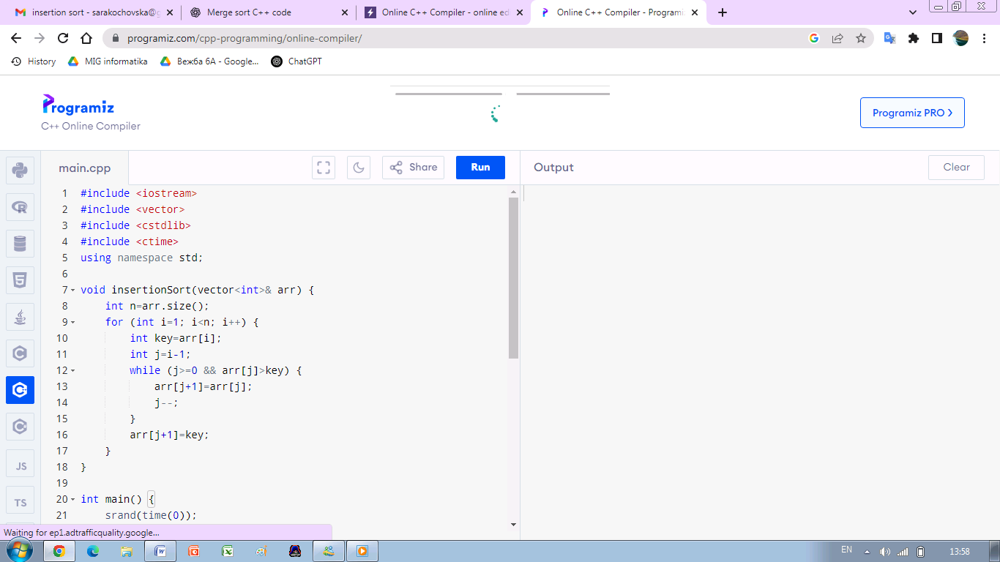 insertion sort - sarakochovska@g
Merge sort C++ code
Online C++ Compiler - online ed
Online C++ Compiler - Programi
programiz.com/cpp-programming/online-compiler/
History
MIG informatika
Вежба 6А - Google...
ChatGPT
Programiz
C++ Online Compiler
Programiz PRO >
main.cpp
Share
Run
Output
Clear
1 #include <iostream>
2 #include <vector>
3 #include <cstdlib>
4 #include <ctime>
5 using namespace std;
6
7 void insertionSort(vector<int>& arr) {
8 int n=arr.size();
9 for (int i=1; i<n; i++) {
10 int key=arr[i];
11 int j=i-1;
12 while (j>=0 && arr[j]>key) {
13 arr[j+1]=arr[j];
14 j--;
15 }
16 arr[j+1]=key;
17 }
18 }
19
20 int main() {
21 srand(time(0));
JS
TS
Waiting for ep1.adtrafficquality.google...
EN
13:58